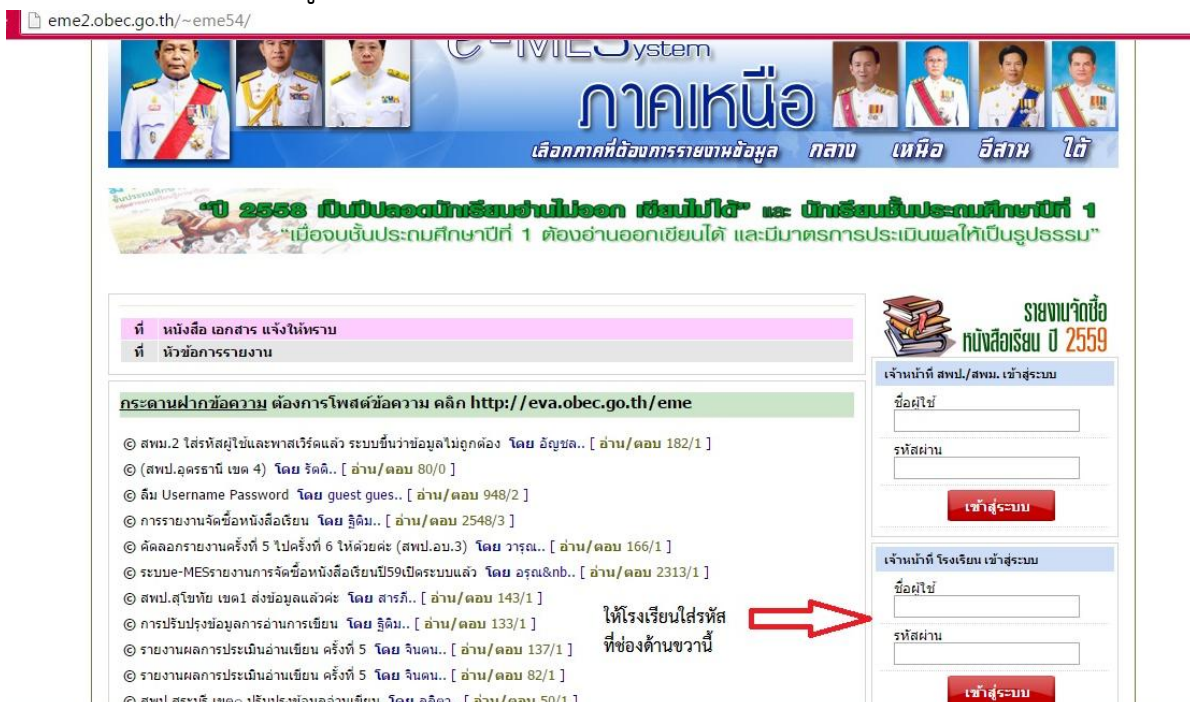 eme2.obec.go.th/~eme54/
e-MESystem
ภาคเหนือ
เลือกภาคที่ต้องการรายงานข้อมูล กลาง เหนือ อีสาน ใต้
“ปี 2558 เป็นปีปลอดนักเรียนอ่านไม่ออก เขียนไม่ได้” และ นักเรียนชั้นประถมศึกษาปีที่ 1
“เมื่อจบชั้นประถมศึกษาปีที่ 1 ต้องอ่านออกเขียนได้ และมีมาตรการประเมินผลให้เป็นรูปธรรม”
ที่ หนังสือ เอกสาร แจ้งให้ทราบ
ที่ หัวข้อการรายงาน
กระดานฝากข้อความ ต้องการโพสต์ข้อความ คลิก http://eva.obec.go.th/eme
© สพม.2 ใส่รหัสผู้ใช้และพาสเวิร์ดแล้ว ระบบขึ้นว่าข้อมูลไม่ถูกต้อง โดย อัญชล.. [ อ่าน/ตอบ 182/1 ]
© (สพป.อุดรธานี เขต 4) โดย รัตติ.. [ อ่าน/ตอบ 80/0 ]
© ลืม Username Password โดย guest gues.. [ อ่าน/ตอบ 948/2 ]
© การรายงานจัดซื้อหนังสือเรียน โดย ฐิติม.. [ อ่าน/ตอบ 2548/3 ]
© คัดลอกรายงานครั้งที่ 5 ไปครั้งที่ 6 ให้ด้วยค่ะ (สพป.อบ.3) โดย วารุณ.. [ อ่าน/ตอบ 166/1 ]
© ระบบe-MESรายงานการจัดซื้อหนังสือเรียนปี59เปิดระบบแล้ว โดย อรุณ&nb.. [ อ่าน/ตอบ 2313/1 ]
© สพป.สุโขทัย เขต1 ส่งข้อมูลแล้วค่ะ โดย สารภี.. [ อ่าน/ตอบ 143/1 ]
© การปรับปรุงข้อมูลการอ่านการเขียน โดย ฐิติม.. [ อ่าน/ตอบ 133/1 ]
© รายงานผลการประเมินอ่านเขียน ครั้งที่ 5 โดย จินตน.. [ อ่าน/ตอบ 137/1 ]
© รายงานผลการประเมินอ่านเขียน ครั้งที่ 5 โดย จินตน.. [ อ่าน/ตอบ 82/1 ]
ให้โรงเรียนใส่รหัส
ที่ช่องด้านขวานี้
รายงานจัดซื้อ
หนังสือเรียน ปี 2559
เจ้าหน้าที่ สพป./สพม. เข้าสู่ระบบ
ชื่อผู้ใช้
รหัสผ่าน
เข้าสู่ระบบ
เจ้าหน้าที่ โรงเรียน เข้าสู่ระบบ
ชื่อผู้ใช้
รหัสผ่าน
เข้าสู่ระบบ